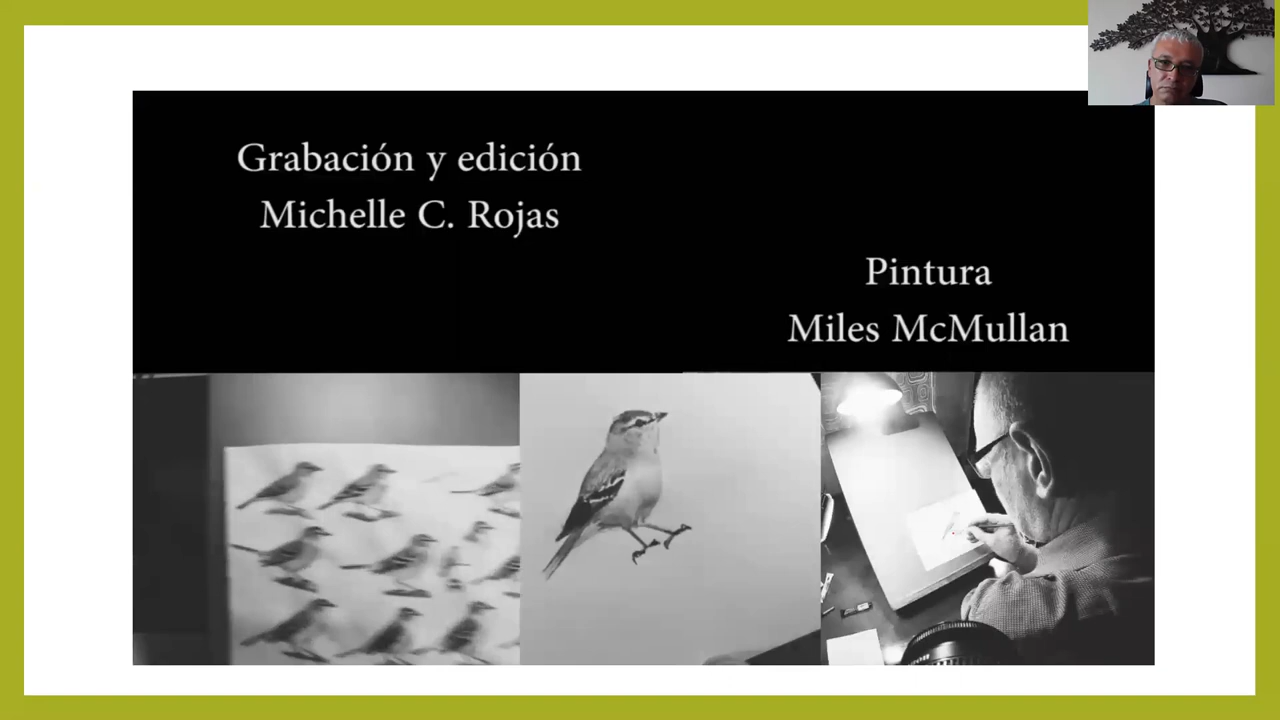 Grabación y edición
Michelle C. Rojas
Pintura
Miles McMullan